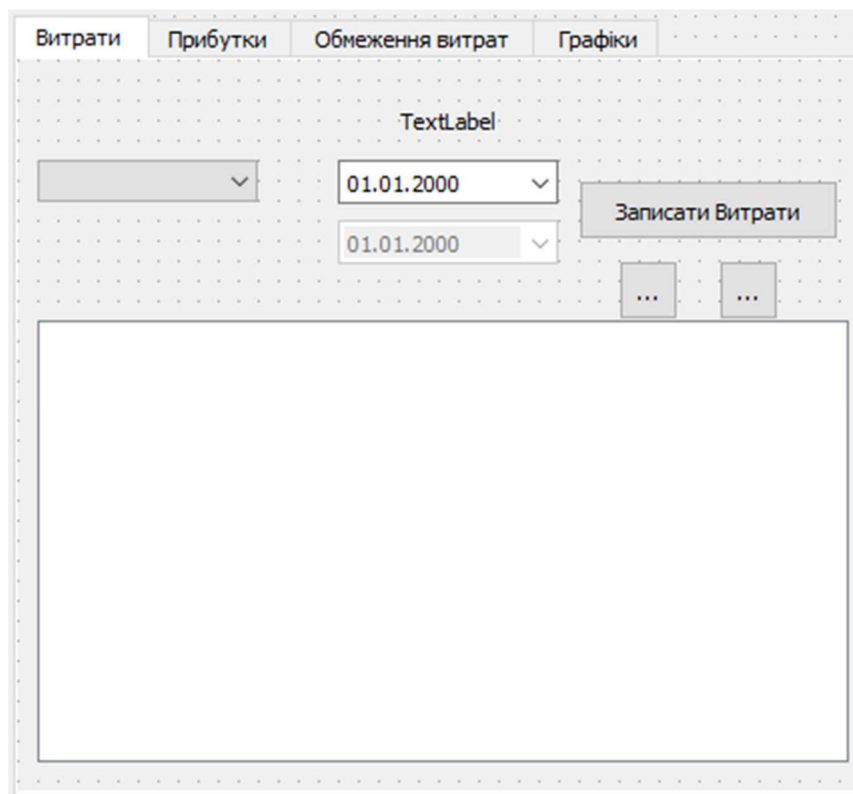 Витрати Прибутки Обмеження витрат Графіки
TextLabel
01.01.2000
Записати Витрати
01.01.2000
... ...